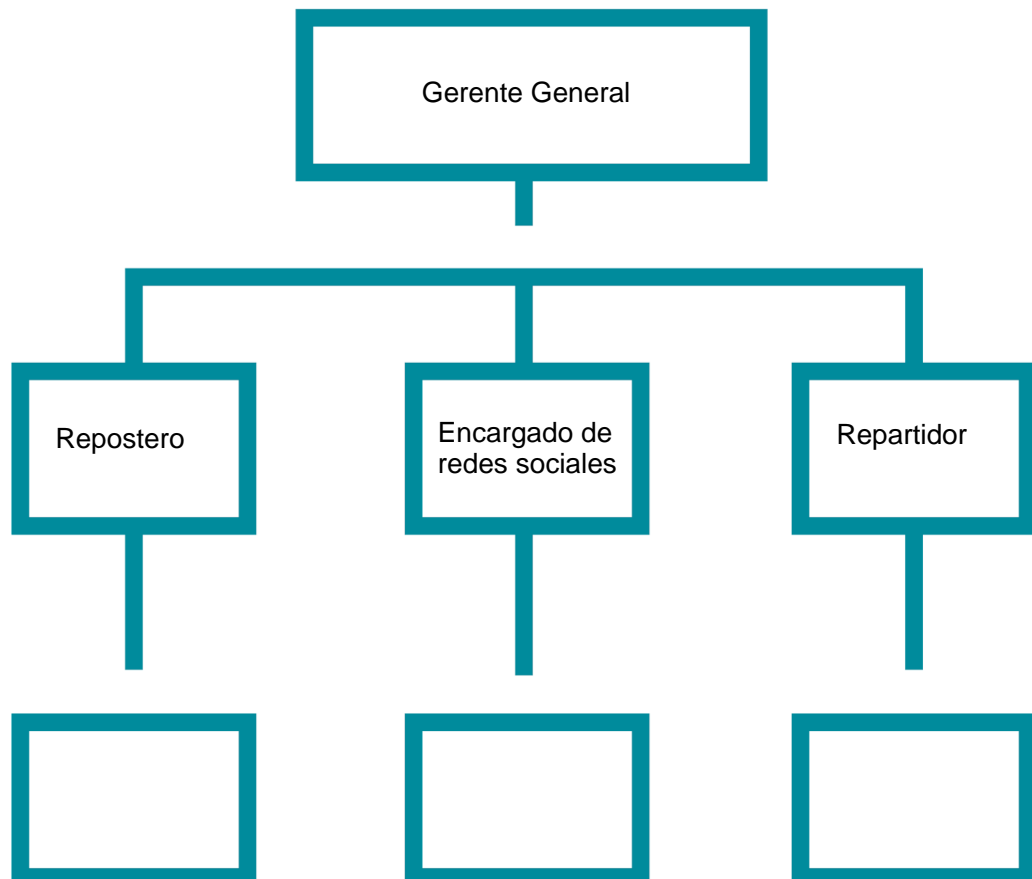 Gerente General
Repostero
Encargado de
redes sociales
Repartidor